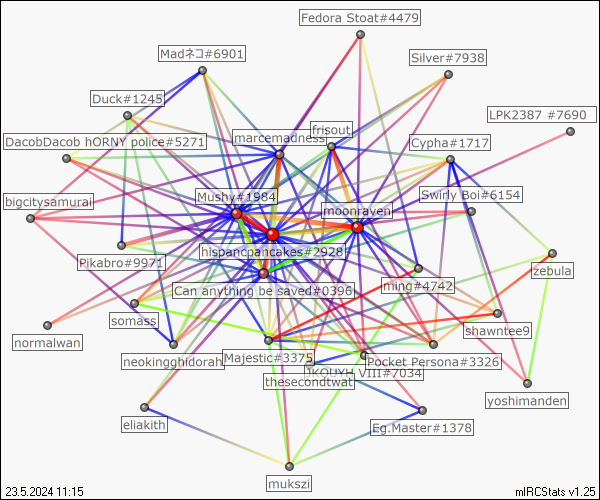 Fedora Stoat#4479
Madネコ#6901
Silver#7938
Duck#1245
LPK2387 #7690
frisout
marcemadness
DacobDacob hORNY police#5271
Cypha#1717
Mushy#1984
Swirly Boi#6154
bigcitysamurai
moonraven
hispancpancakes#2928
Pikabro#9971
zebula
Can anything be saved#0396
ming#4742
somass
shawntee9
normalwan
neokingghidorah
Majestic#3375
Pocket Persona#3326
JKGUYH VIII#7034
thesecondtwat
yoshimanden
eliakith
Eg.Master#1378
mukszi
23.5.2024 11:15
mIRCStats v1.25